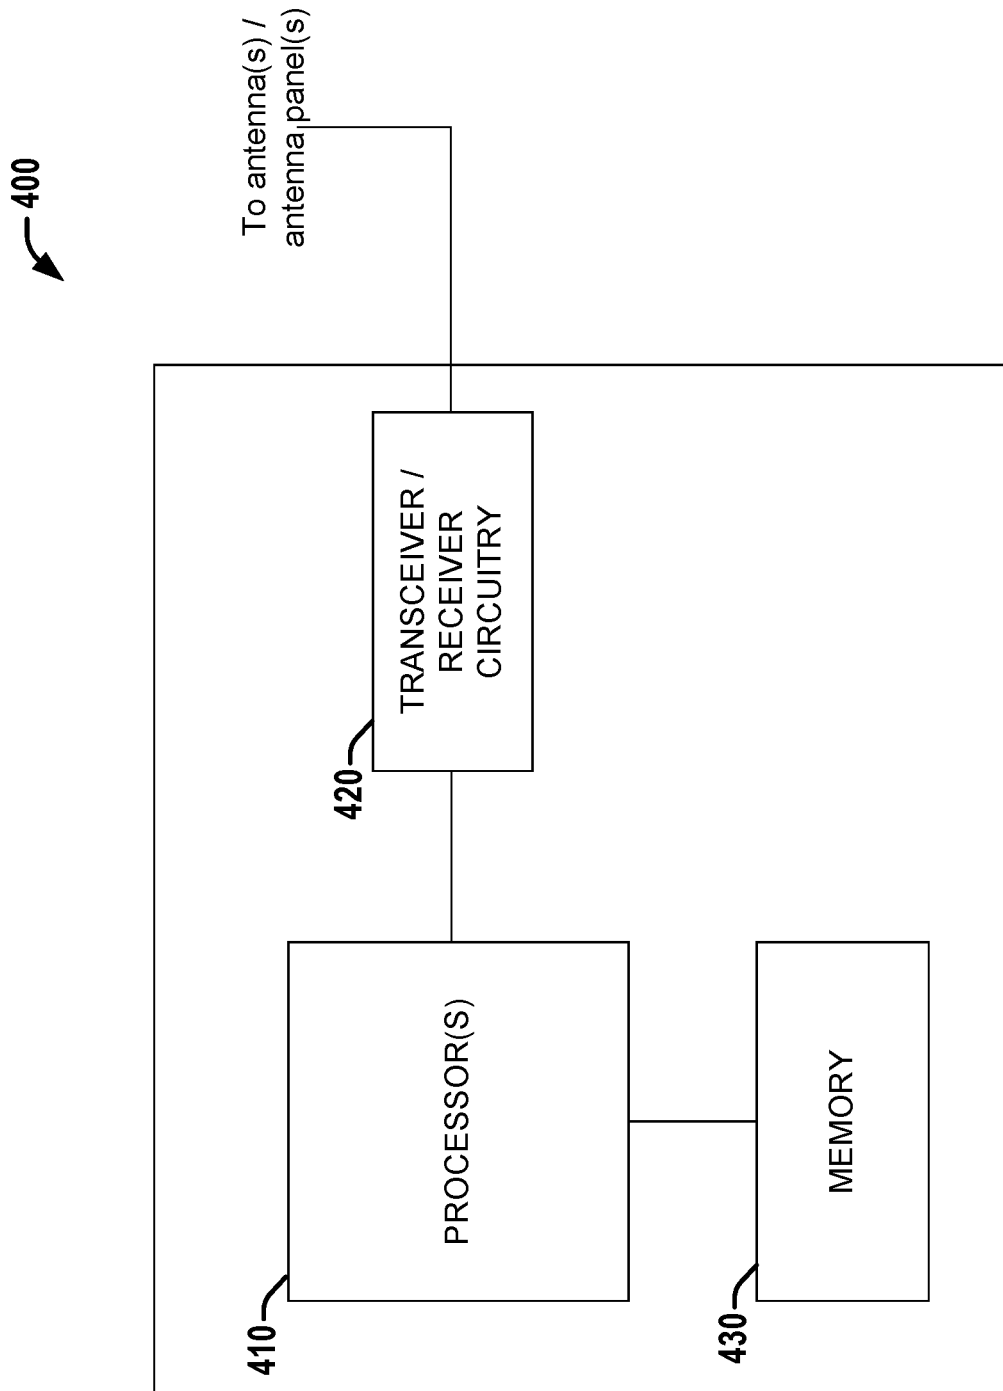 400
To antenna(s) /
antenna panel(s)
420
TRANSCEIVER /
RECEIVER
CIRCUITRY
410
PROCESSOR(S)
430
MEMORY